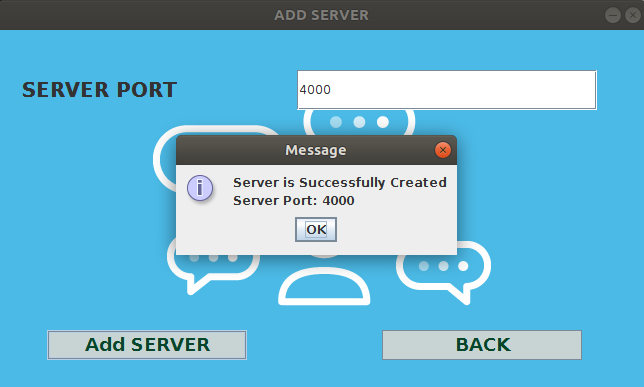 ADD SERVER
SERVER PORT
4000
Message
Server is Successfully Created
Server Port: 4000
OK
Add SERVER
BACK